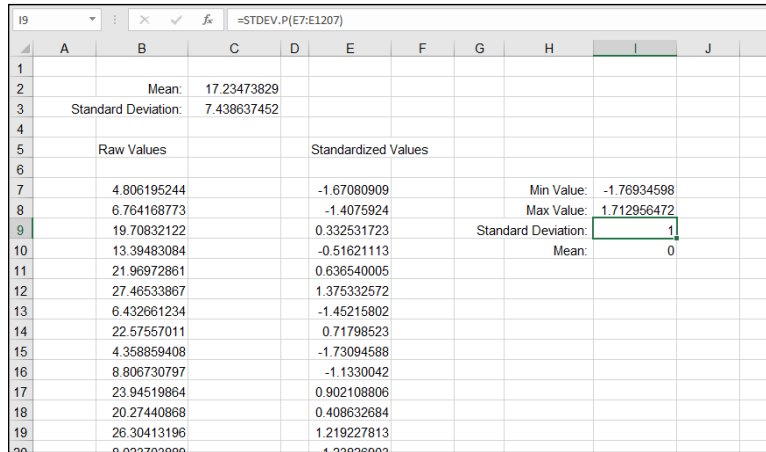 I9 fx =STDEV.P(E7:E1207)
A B C D E F G H I J
1
2 Mean: 17.23473829
3 Standard Deviation: 7.438637452
4
5 Raw Values Standardized Values
6
7 4.806195244 -1.67080909 Min Value: -1.76934598
8 6.764168773 -1.4075924 Max Value: 1.712956472
9 19.70832122 0.332531723 Standard Deviation: 1
10 13.39483084 -0.51621113 Mean: 0
11 21.96972861 0.636540005
12 27.46533867 1.375332572
13 6.432661234 -1.45215802
14 22.57557011 0.71798523
15 4.358859408 -1.73094588
16 8.806730797 -1.1330042
17 23.94519864 0.902108806
18 20.27440868 0.408632684
19 26.30413196 1.219227813